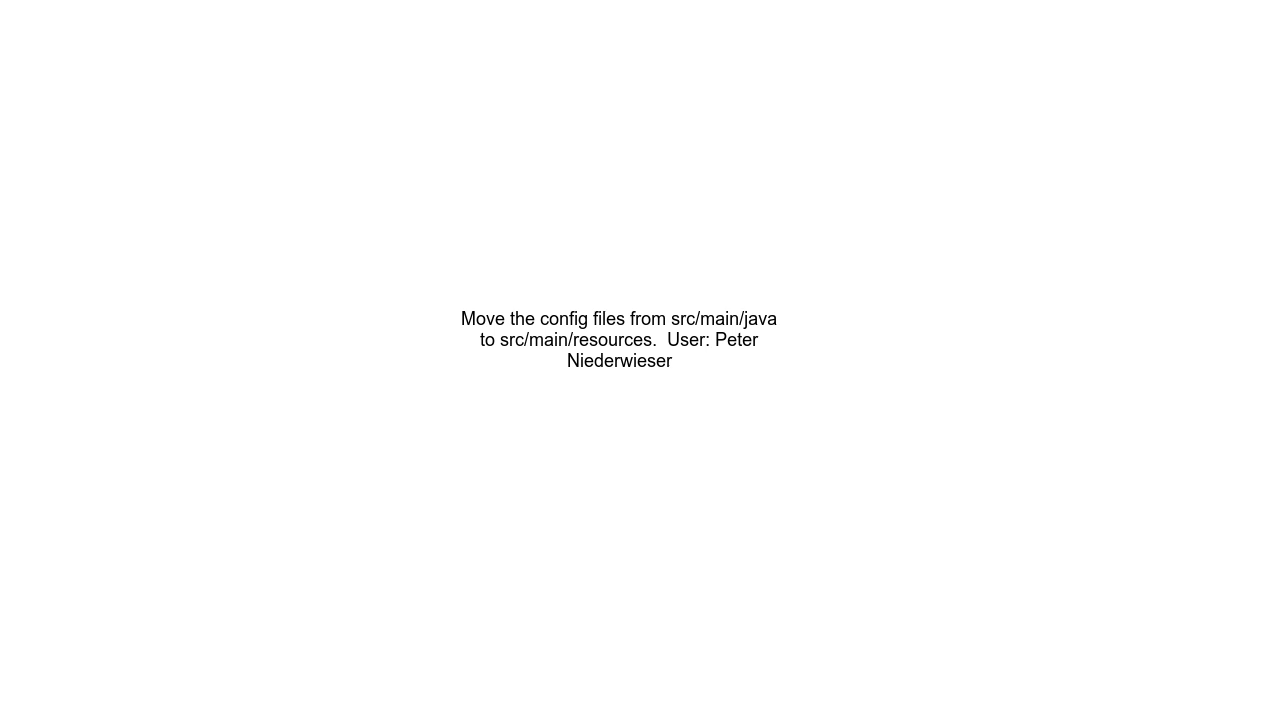 Move the config files from src/main/java
to src/main/resources.  User: Peter
Niederwieser